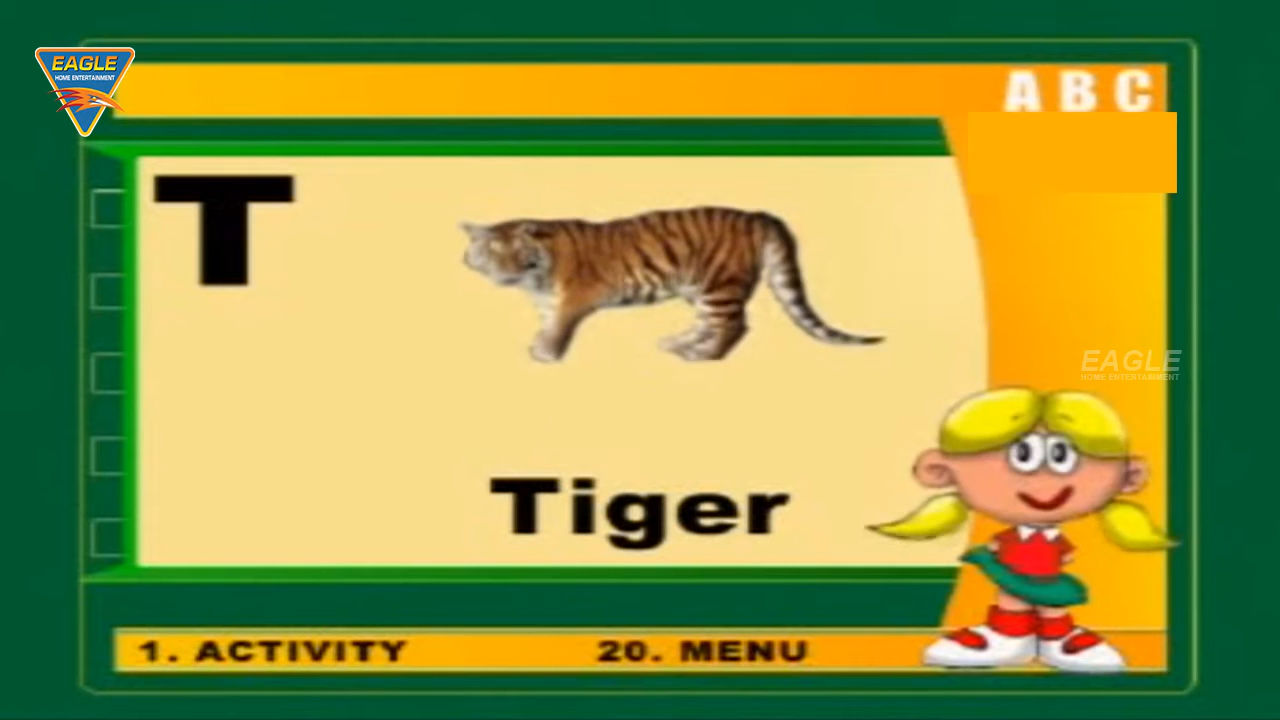 EAGLE
HOME ENTERTAINMENT
A B C
T
EAGLE
HOME ENTERTAINMENT
Tiger
1. ACTIVITY
20. MENU